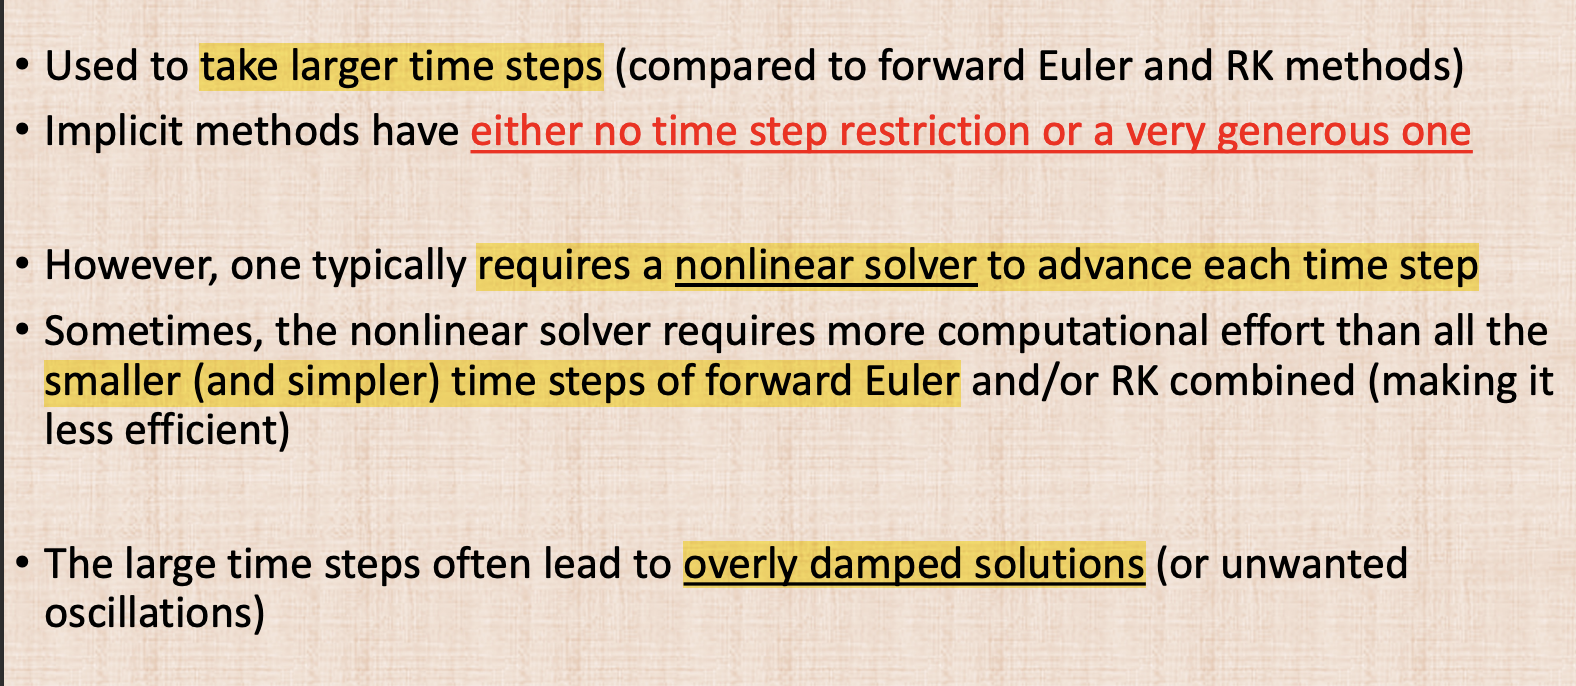 • Used to take larger time steps (compared to forward Euler and RK methods)
• Implicit methods have either no time step restriction or a very generous one
• However, one typically requires a nonlinear solver to advance each time step
• Sometimes, the nonlinear solver requires more computational effort than all the
smaller (and simpler) time steps of forward Euler and/or RK combined (making it
less efficient)
• The large time steps often lead to overly damped solutions (or unwanted
oscillations)